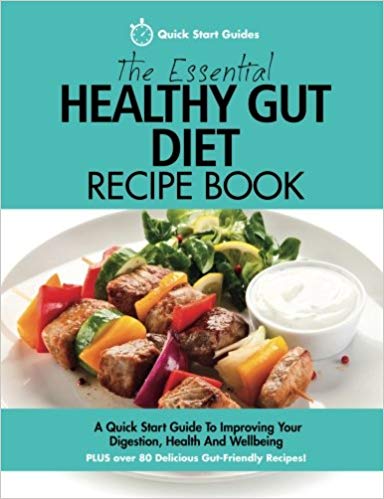 Quick Start Guides
The Essential
HEALTHY GUT
DIET
RECIPE BOOK
A Quick Start Guide To Improving Your
Digestion, Health And Wellbeing
PLUS over 80 Delicious Gut-Friendly Recipes!